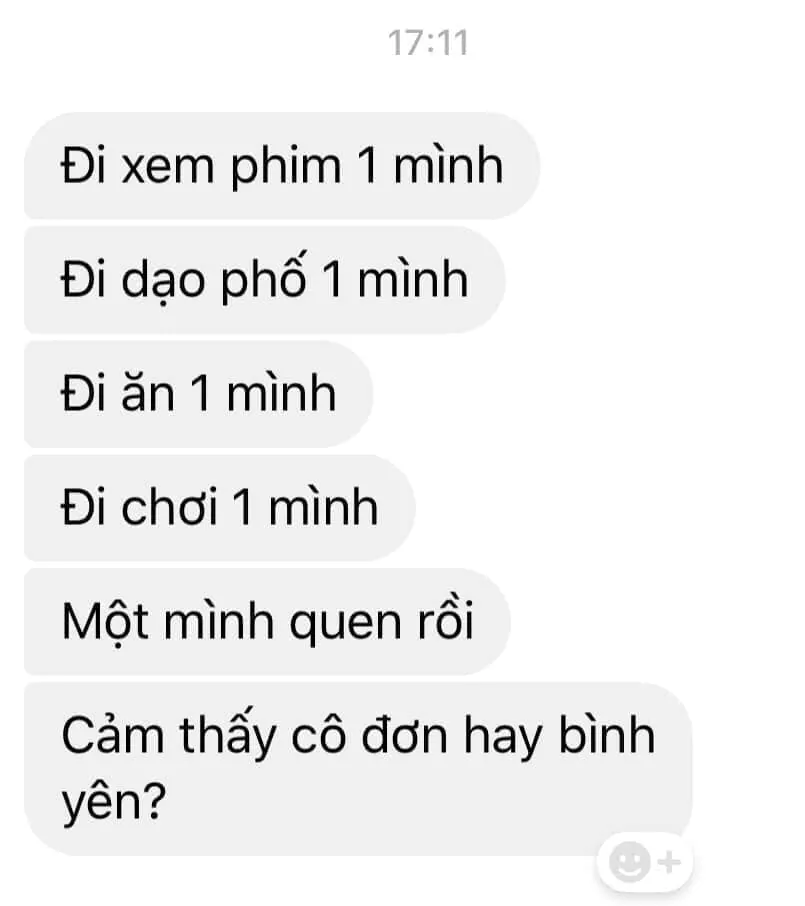 17:11
Đi xem phim 1 mình
Đi dạo phố 1 mình
Đi ăn 1 mình
Đi chơi 1 mình
Một mình quen rồi
Cảm thấy cô đơn hay bình
yên?